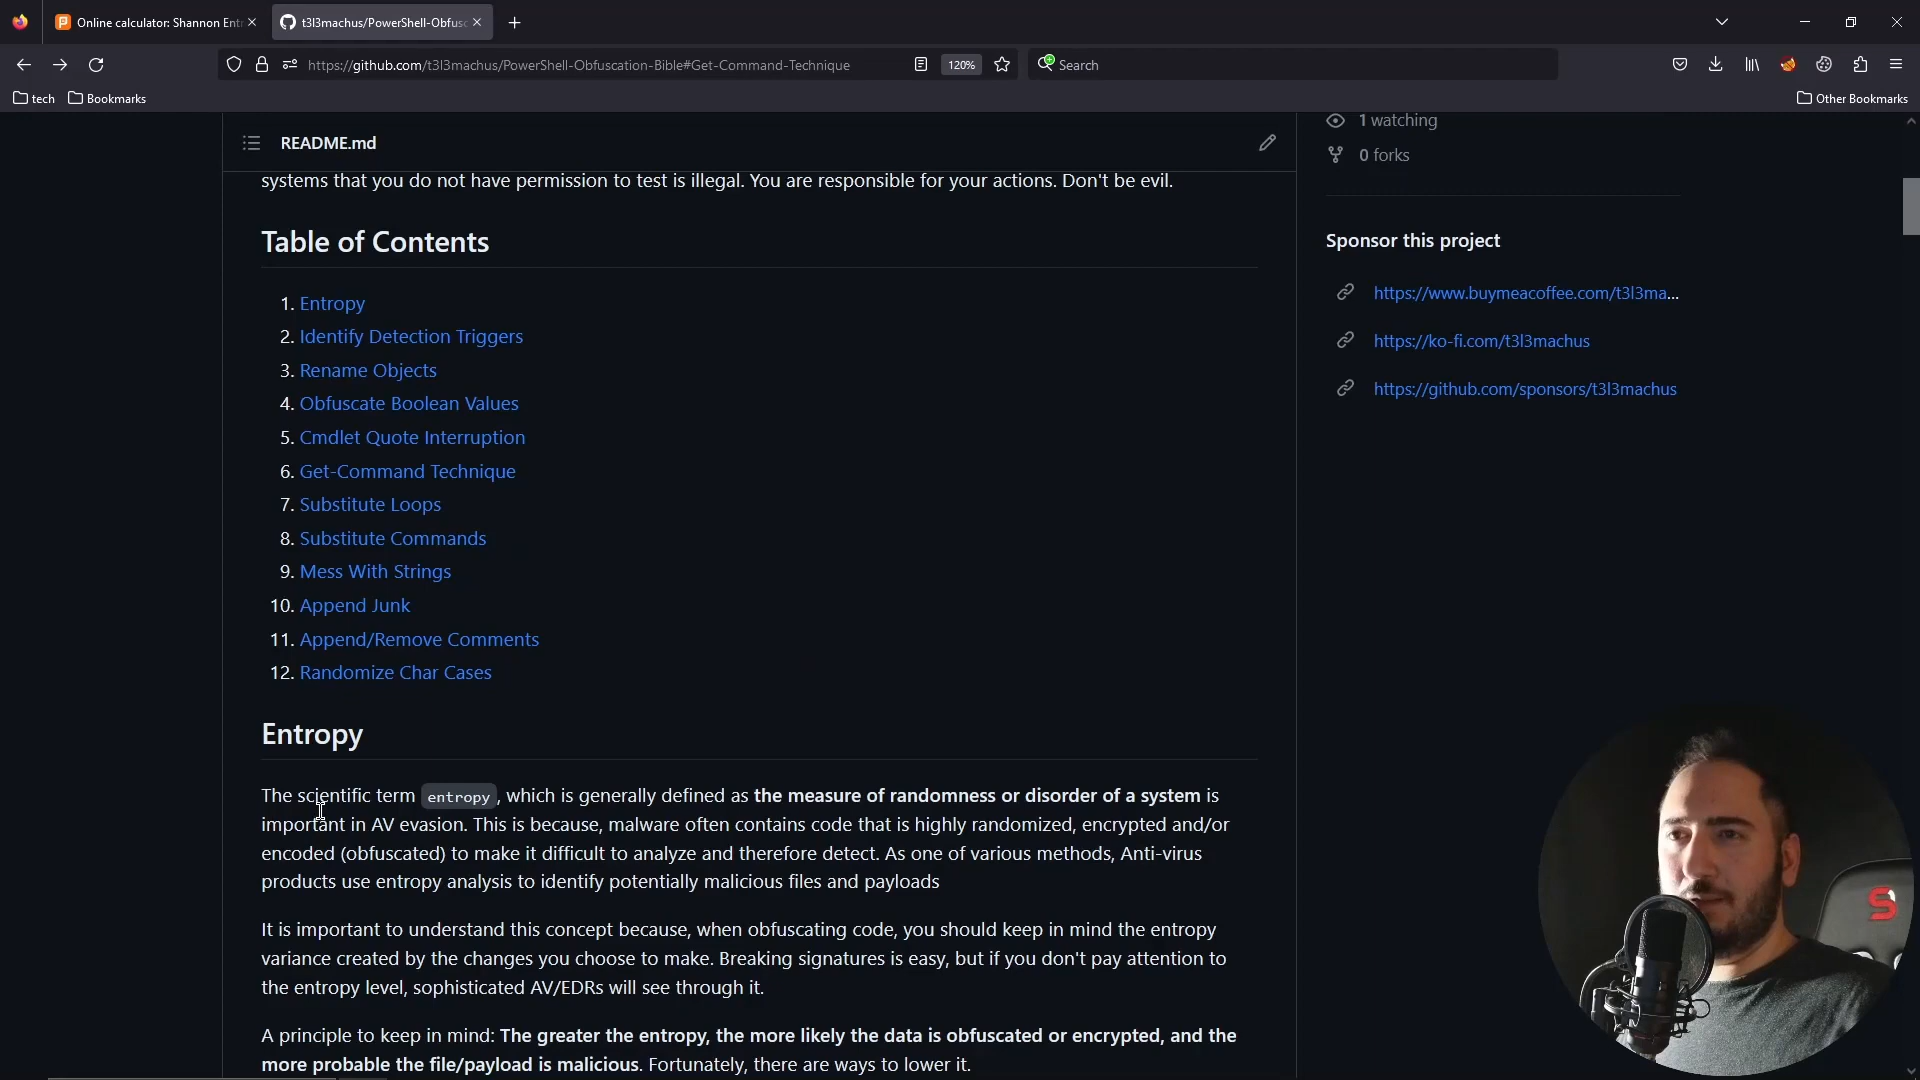 Online calculator: Shannon Entr
t3l3machus/PowerShell-Obfusc
https://github.com/t3l3machus/PowerShell-Obfuscation-Bible#Get-Command-Technique
120%
Search
tech
Bookmarks
Other Bookmarks
README.md
systems that you do not have permission to test is illegal. You are responsible for your actions. Don't be evil.
Table of Contents
1. Entropy
2. Identify Detection Triggers
3. Rename Objects
4. Obfuscate Boolean Values
5. Cmdlet Quote Interruption
6. Get-Command Technique
7. Substitute Loops
8. Substitute Commands
9. Mess With Strings
10. Append Junk
11. Append/Remove Comments
12. Randomize Char Cases
Entropy
The scientific term entropy, which is generally defined as the measure of randomness or disorder of a system is
important in AV evasion. This is because, malware often contains code that is highly randomized, encrypted and/or
encoded (obfuscated) to make it difficult to analyze and therefore detect. As one of various methods, Anti-virus
products use entropy analysis to identify potentially malicious files and payloads
It is important to understand this concept because, when obfuscating code, you should keep in mind the entropy
variance created by the changes you choose to make. Breaking signatures is easy, but if you don't pay attention to
the entropy level, sophisticated AV/EDRs will see through it.
A principle to keep in mind: The greater the entropy, the more likely the data is obfuscated or encrypted, and the
more probable the file/payload is malicious. Fortunately, there are ways to lower it.
1 watching
0 forks
Sponsor this project
https://www.buymeacoffee.com/t3l3ma...
https://ko-fi.com/t3l3machus
https://github.com/sponsors/t3l3machus